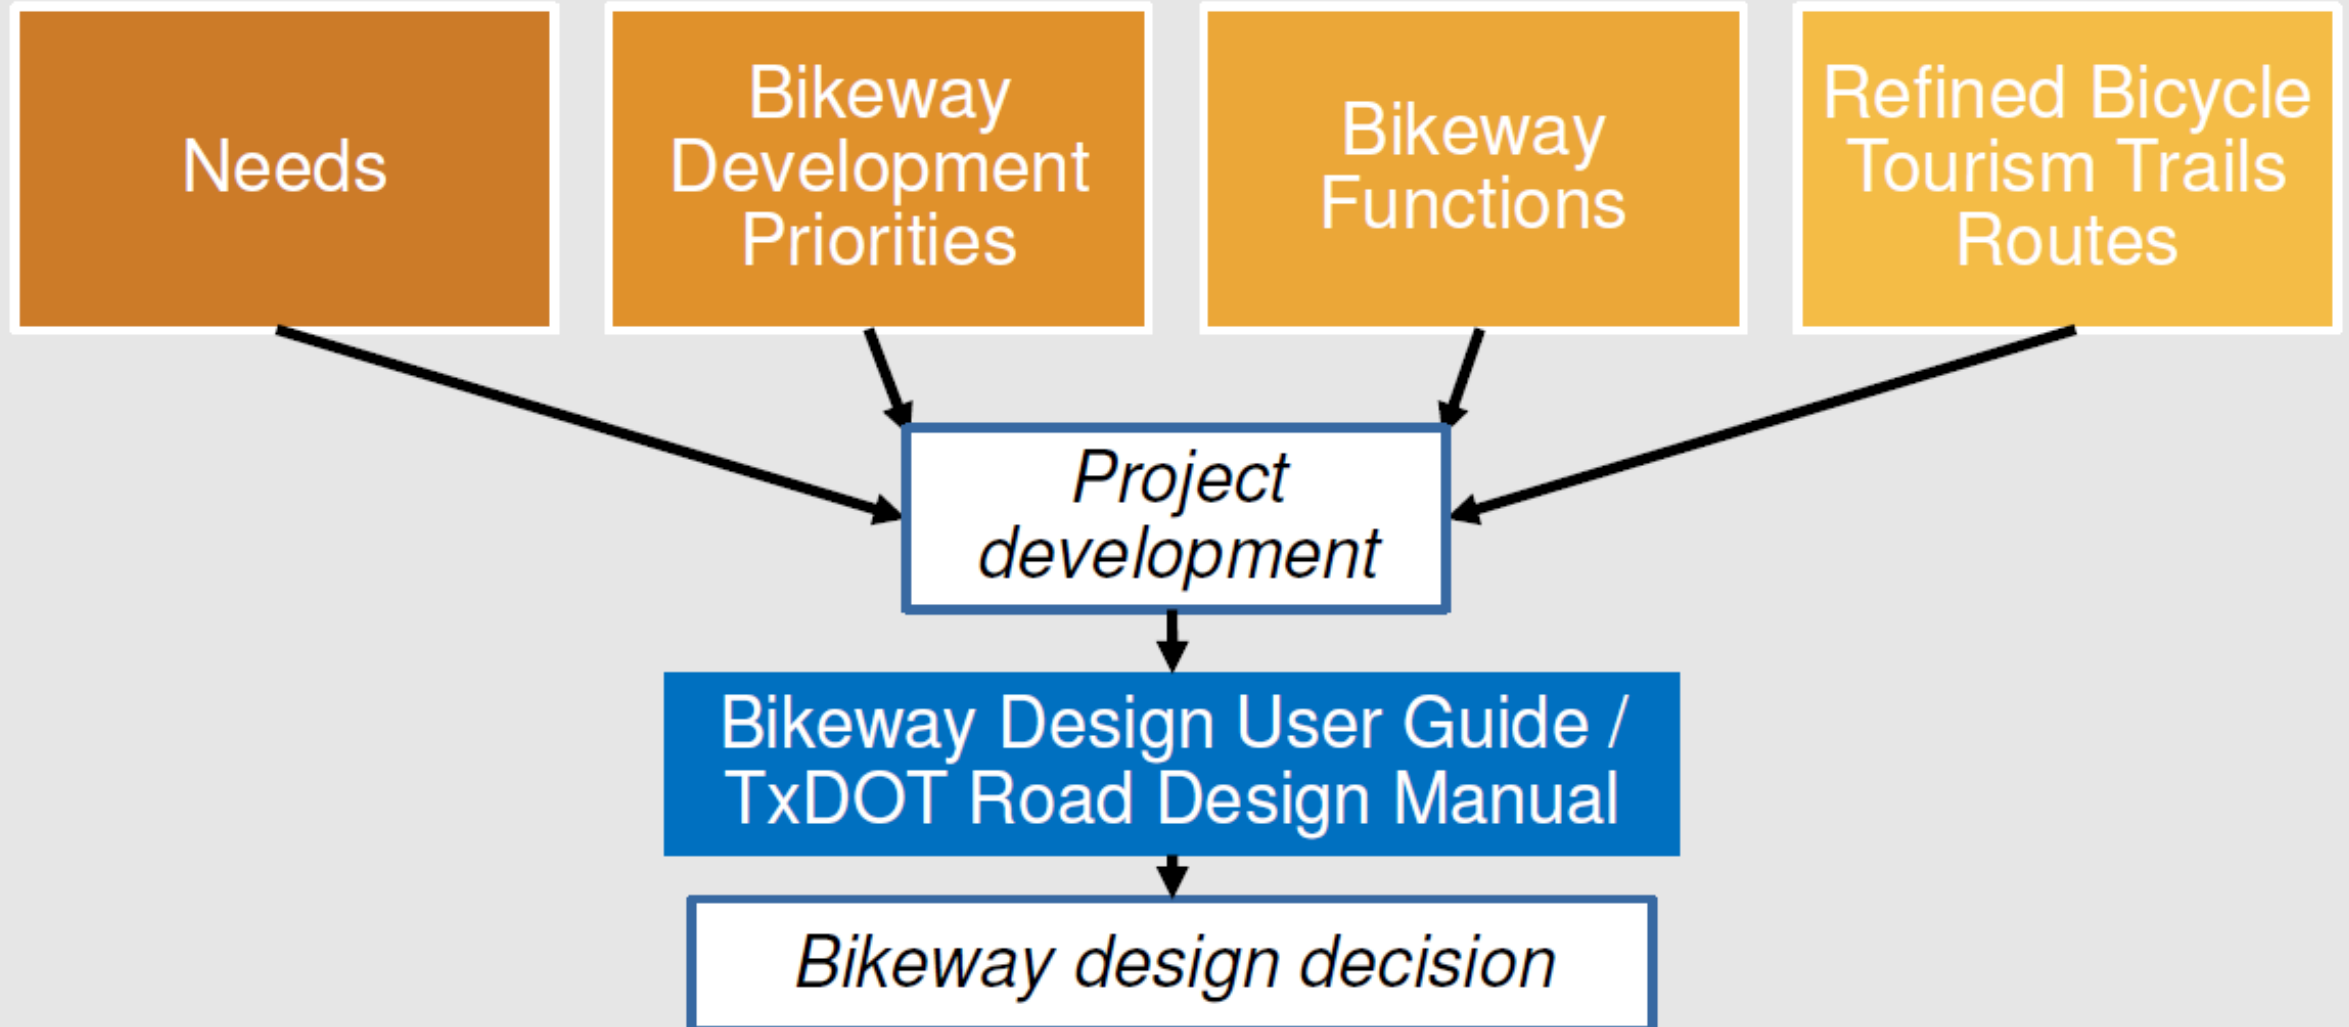 Needs
Bikeway
Development
Priorities
Bikeway
Functions
Refined Bicycle
Tourism Trails
Routes
Project
development
Bikeway Design User Guide /
TxDOT Road Design Manual
Bikeway design decision